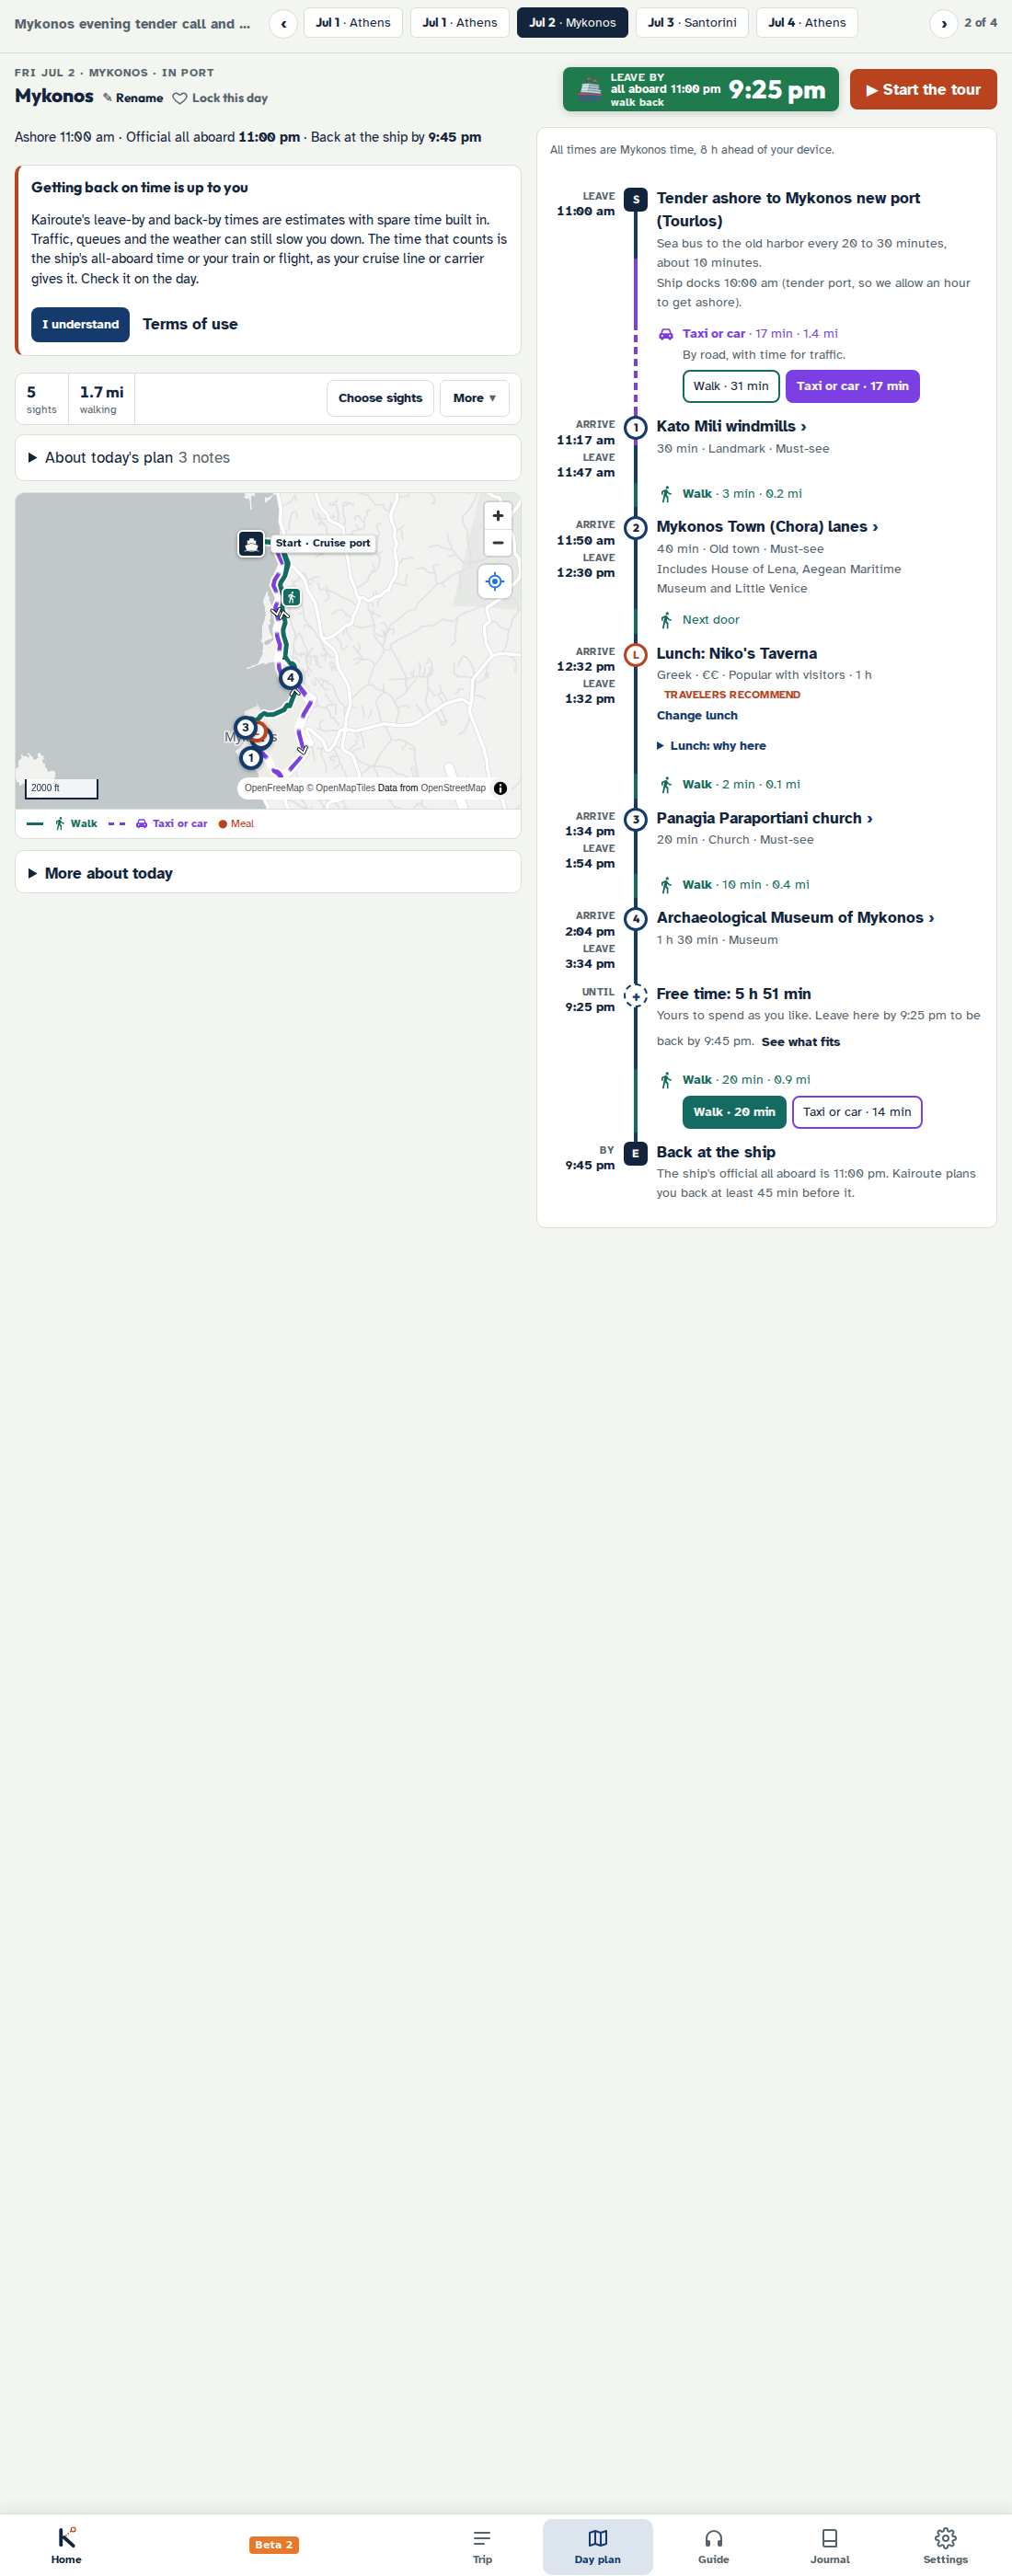 Mykonos evening tender call and ...
‹
Jul 1 · Athens
Jul 1 · Athens
Jul 2 · Mykonos
Jul 3 · Santorini
Jul 4 · Athens
›
2 of 4
FRI JUL 2 · MYKONOS · IN PORT
Mykonos ✎ Rename Lock this day
LEAVE BY
all aboard 11:00 pm
walk back
9:25 pm
▶ Start the tour
Ashore 11:00 am · Official all aboard 11:00 pm · Back at the ship by 9:45 pm
Getting back on time is up to you
Kairoute's leave-by and back-by times are estimates with spare time built in.
Traffic, queues and the weather can still slow you down. The time that counts is
the ship's all-aboard time or your train or flight, as your cruise line or carrier
gives it. Check it on the day.
I understand
Terms of use
5
sights
1.7 mi
walking
Choose sights
More ▼
▶ About today's plan 3 notes
Start · Cruise port
+
−
4
3
1
2000 ft
OpenFreeMap © OpenMapTiles Data from OpenStreetMap
Walk
Taxi or car
Meal
▶ More about today
All times are Mykonos time, 8 h ahead of your device.
LEAVE
11:00 am
S
Tender ashore to Mykonos new port
(Tourlos)
Sea bus to the old harbor every 20 to 30 minutes,
about 10 minutes.
Ship docks 10:00 am (tender port, so we allow an hour
to get ashore).
Taxi or car · 17 min · 1.4 mi
By road, with time for traffic.
Walk · 31 min
Taxi or car · 17 min
ARRIVE
11:17 am
LEAVE
11:47 am
1
Kato Mili windmills ›
30 min · Landmark · Must-see
Walk · 3 min · 0.2 mi
ARRIVE
11:50 am
LEAVE
12:30 pm
2
Mykonos Town (Chora) lanes ›
40 min · Old town · Must-see
Includes House of Lena, Aegean Maritime
Museum and Little Venice
Next door
ARRIVE
12:32 pm
LEAVE
1:32 pm
L
Lunch: Niko's Taverna
Greek · €€ · Popular with visitors · 1 h
TRAVELERS RECOMMEND
Change lunch
▶ Lunch: why here
Walk · 2 min · 0.1 mi
ARRIVE
1:34 pm
LEAVE
1:54 pm
3
Panagia Paraportiani church ›
20 min · Church · Must-see
Walk · 10 min · 0.4 mi
ARRIVE
2:04 pm
LEAVE
3:34 pm
4
Archaeological Museum of Mykonos ›
1 h 30 min · Museum
UNTIL
9:25 pm
+
Free time: 5 h 51 min
Yours to spend as you like. Leave here by 9:25 pm to be
back by 9:45 pm. See what fits
Walk · 20 min · 0.9 mi
Walk · 20 min
Taxi or car · 14 min
BY
9:45 pm
E
Back at the ship
The ship's official all aboard is 11:00 pm. Kairoute plans
you back at least 45 min before it.
Home
Beta 2
Trip
Day plan
Guide
Journal
Settings